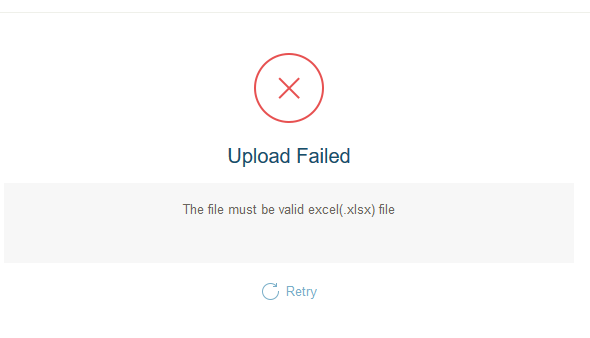 Upload Failed
The file must be valid excel(.xlsx) file
Retry